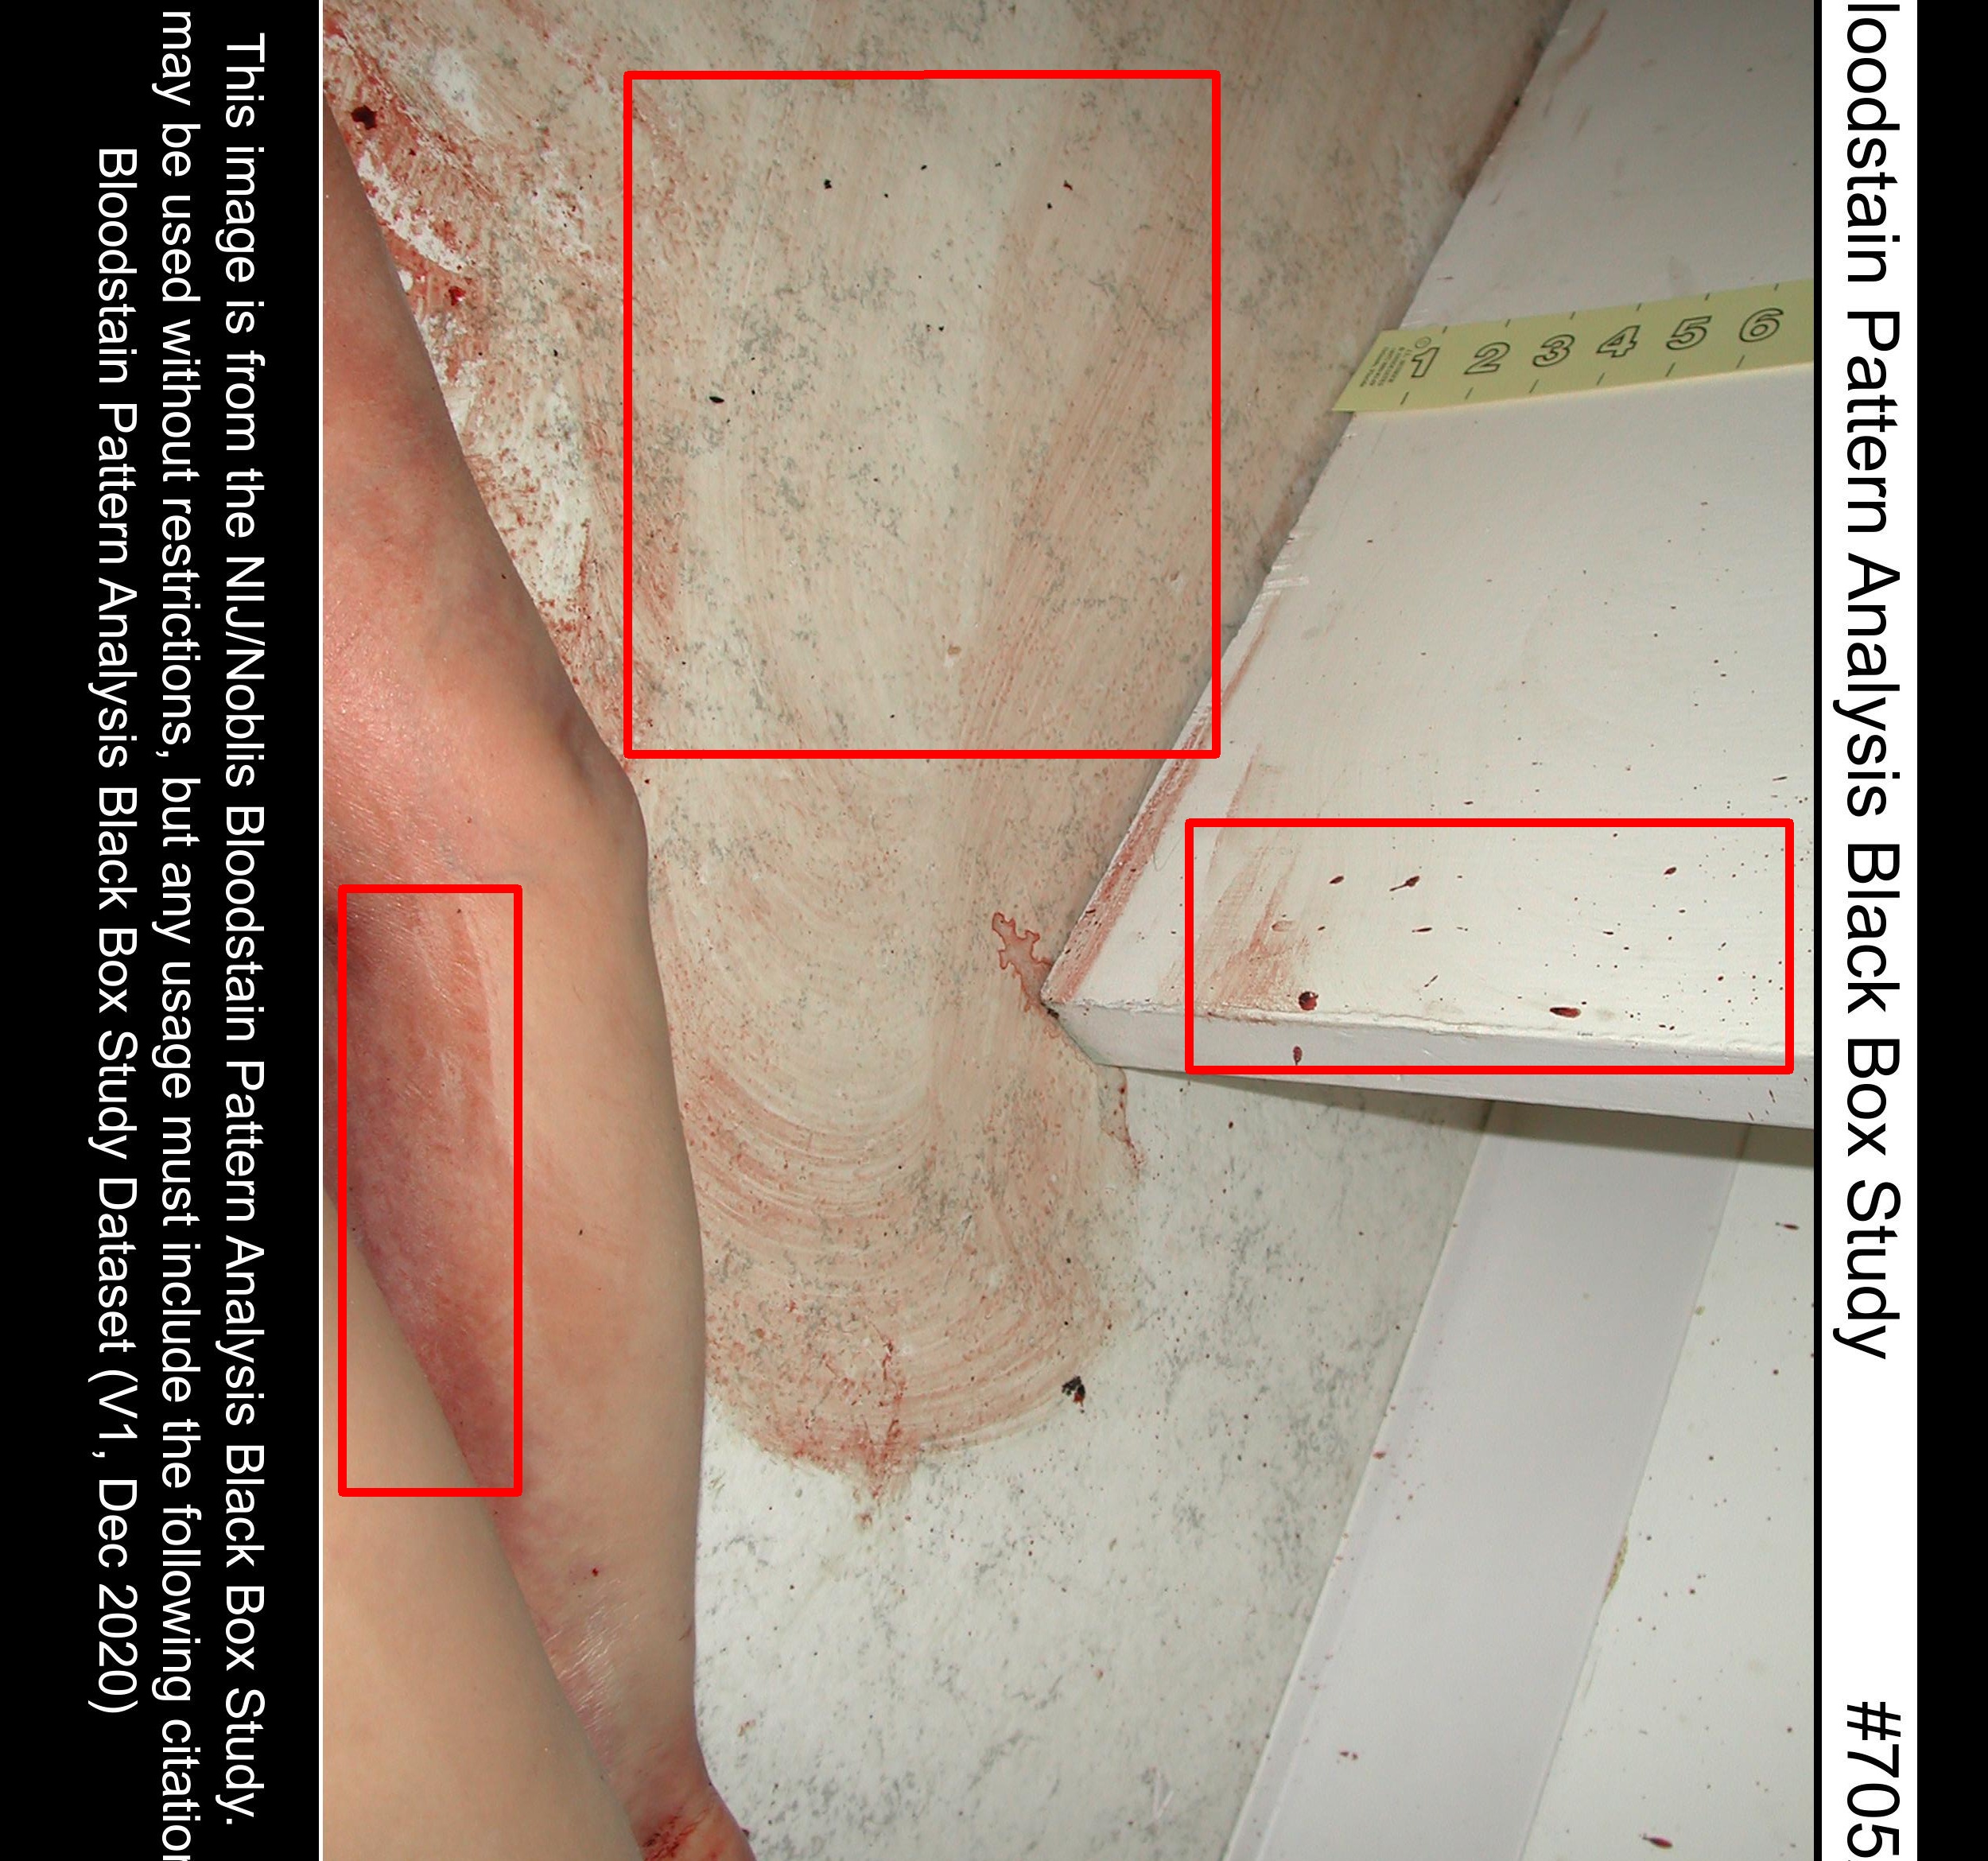 loodstain Pattern Analysis Black Box Study #705
1 2 3 4 5 6
This image is from the NIJ/Noblis Bloodstain Pattern Analysis Black Box Study.
may be used without restrictions, but any usage must include the following citation
Bloodstain Pattern Analysis Black Box Study Dataset (V1, Dec 2020)